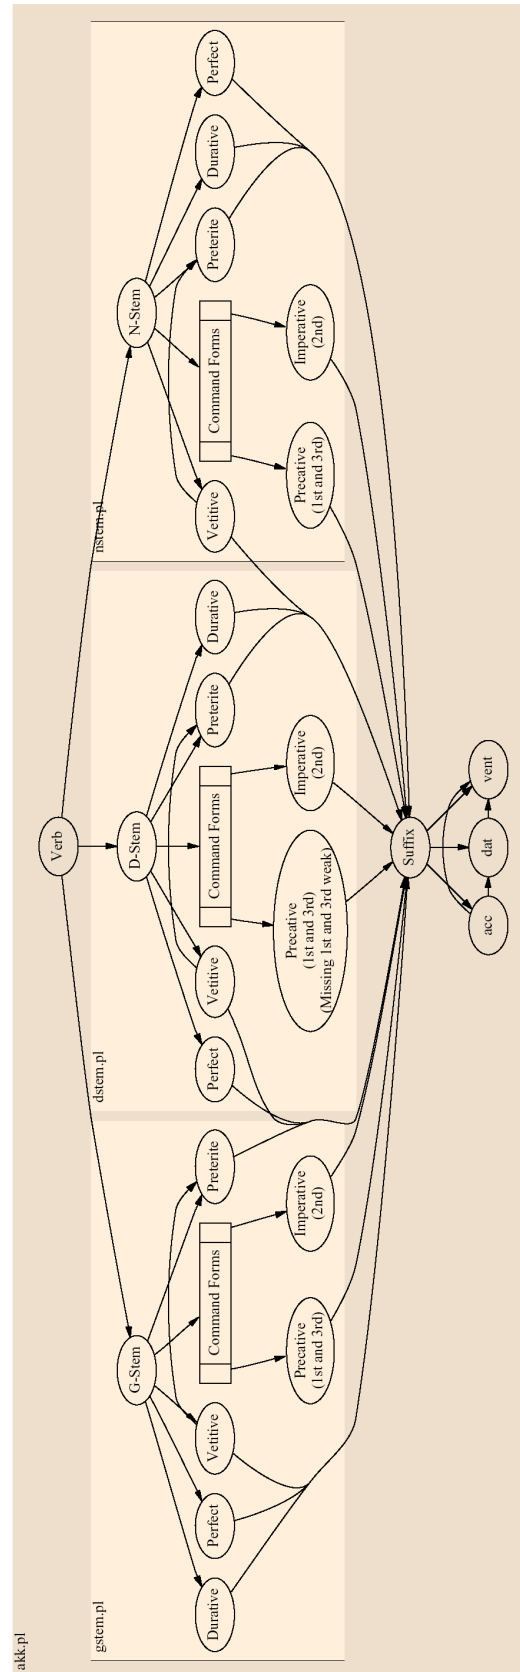 akk.pl
Verb
gstem.pl
G-Stem
Durative
Perfect
Vetitive
Command Forms
Preterite
Precative
(1st and 3rd)
Imperative
(2nd)
dstem.pl
D-Stem
Perfect
Vetitive
Command Forms
Preterite
Durative
Precative
(1st and 3rd)
(Missing 1st and 3rd weak)
Imperative
(2nd)
nstem.pl
N-Stem
Vetitive
Command Forms
Preterite
Durative
Perfect
Precative
(1st and 3rd)
Imperative
(2nd)
Suffix
acc
dat
vent